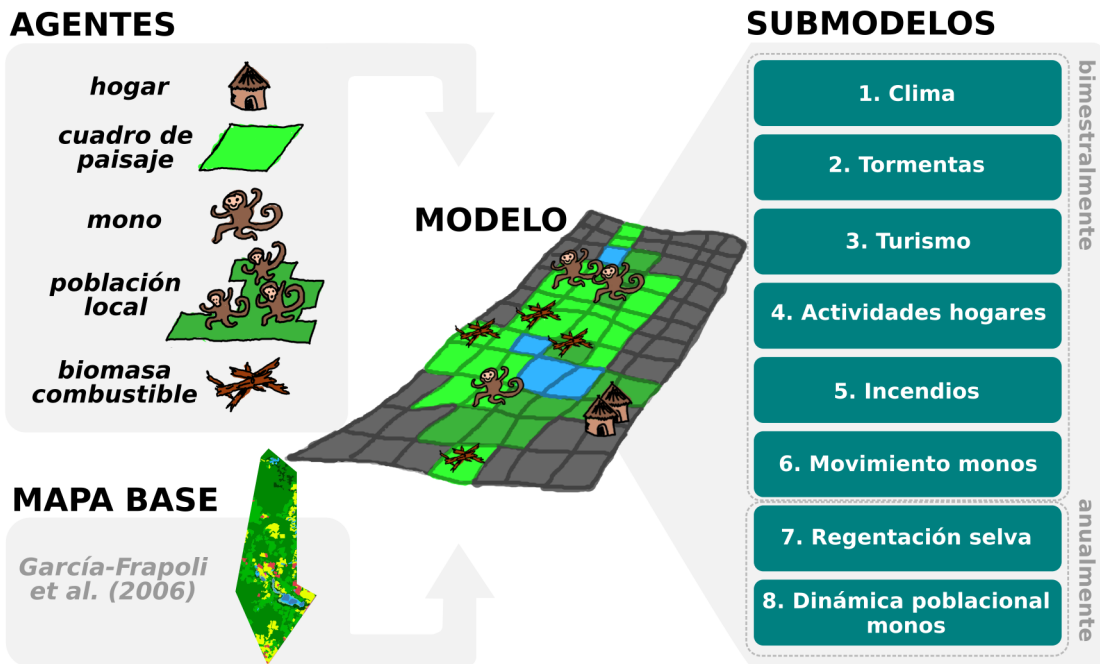 AGENTES
hogar
cuadro de
paisaje
mono
población
local
biomasa
combustible
MAPA BASE
García-Frapoli
et al. (2006)
MODELO
SUBMODELOS
1. Clima
2. Tormentas
3. Turismo
4. Actividades hogares
5. Incendios
6. Movimiento monos
bimestralmente
7. Regentación selva
8. Dinámica poblacional
monos
anualmente